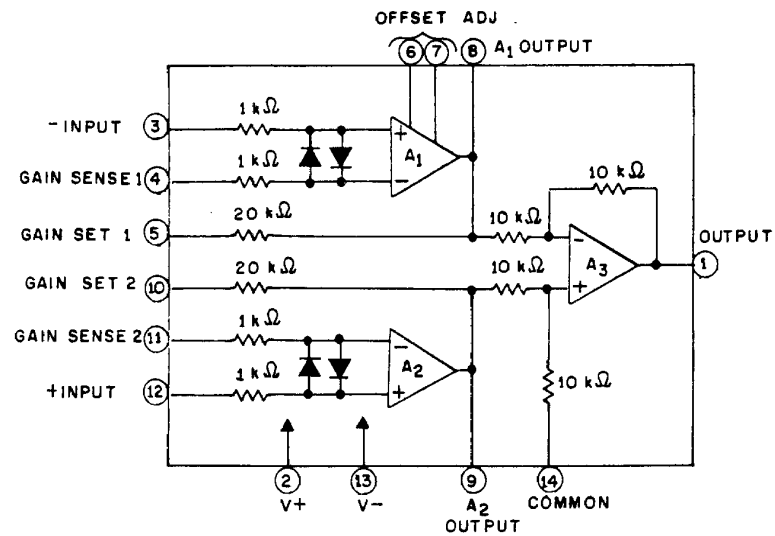 OFFSET ADJ
6 7 8 A1 OUTPUT
1 kΩ
- INPUT 3
+
A1
1 kΩ
GAIN SENSE 1 4
-
10 kΩ
20 kΩ
10 kΩ
GAIN SET 1 5
-
OUTPUT
A3
1
20 kΩ
10 kΩ
GAIN SET 2 10
+
1 kΩ
GAIN SENSE 2 11
-
A2
10 kΩ
1 kΩ
+INPUT 12
+
2 13 9 14
V+ V- A2 COMMON
OUTPUT